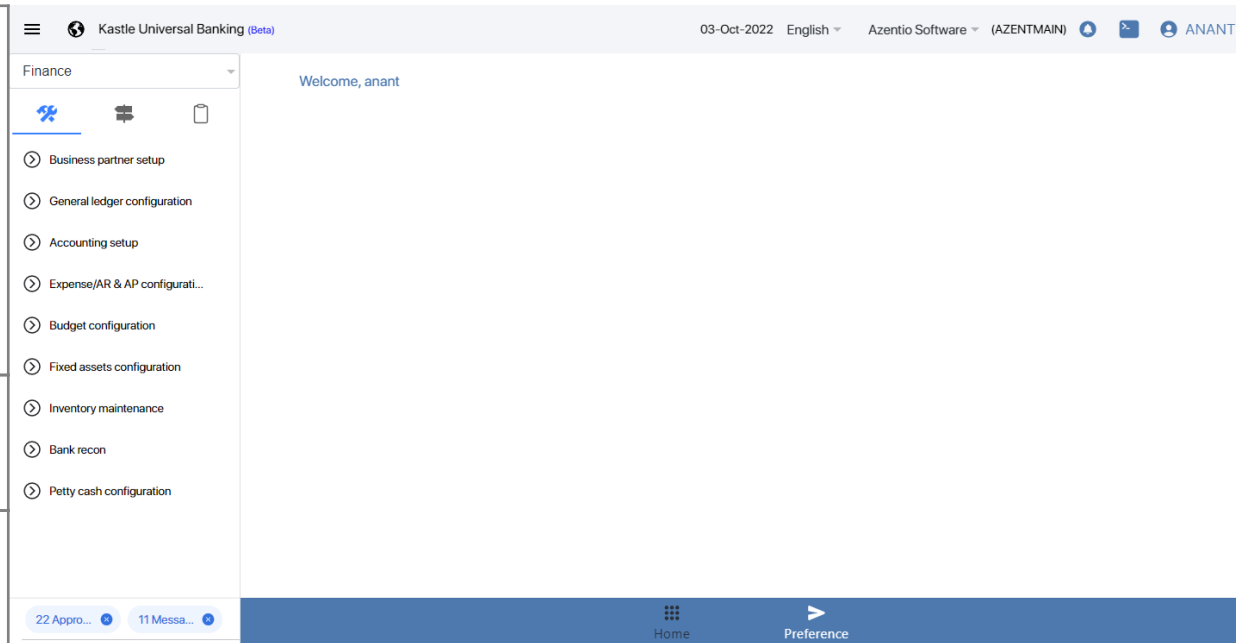 Kastle Universal Banking (Beta)
03-Oct-2022 English Azentio Software (AZENTMAIN) ANANT
Finance
Welcome, anant
Business partner setup
General ledger configuration
Accounting setup
Expense/AR & AP configurati...
Budget configuration
Fixed assets configuration
Inventory maintenance
Bank recon
Petty cash configuration
22 Appro... 11 Messa...
Home Preference